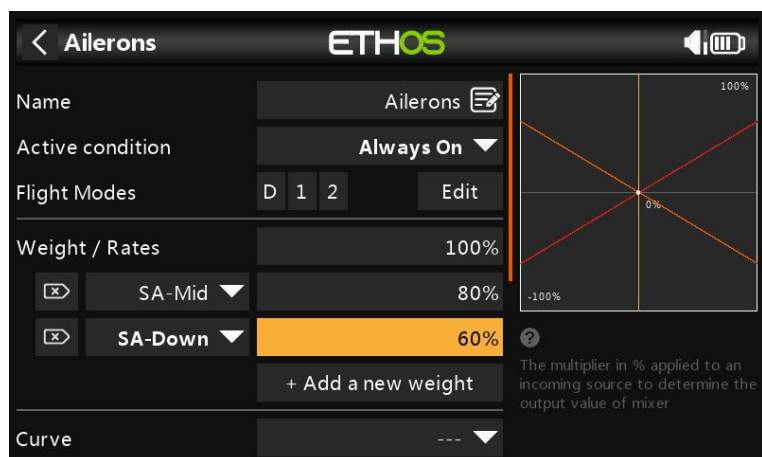 Ailerons
ETHOS
Name
Ailerons
Active condition
Always On
Flight Modes
D 1 2
Edit
Weight / Rates
100%
SA-Mid
80%
SA-Down
60%
+ Add a new weight
Curve
---
100%
0%
-100%
?
The multiplier in % applied to an
incoming source to determine the
output value of mixer